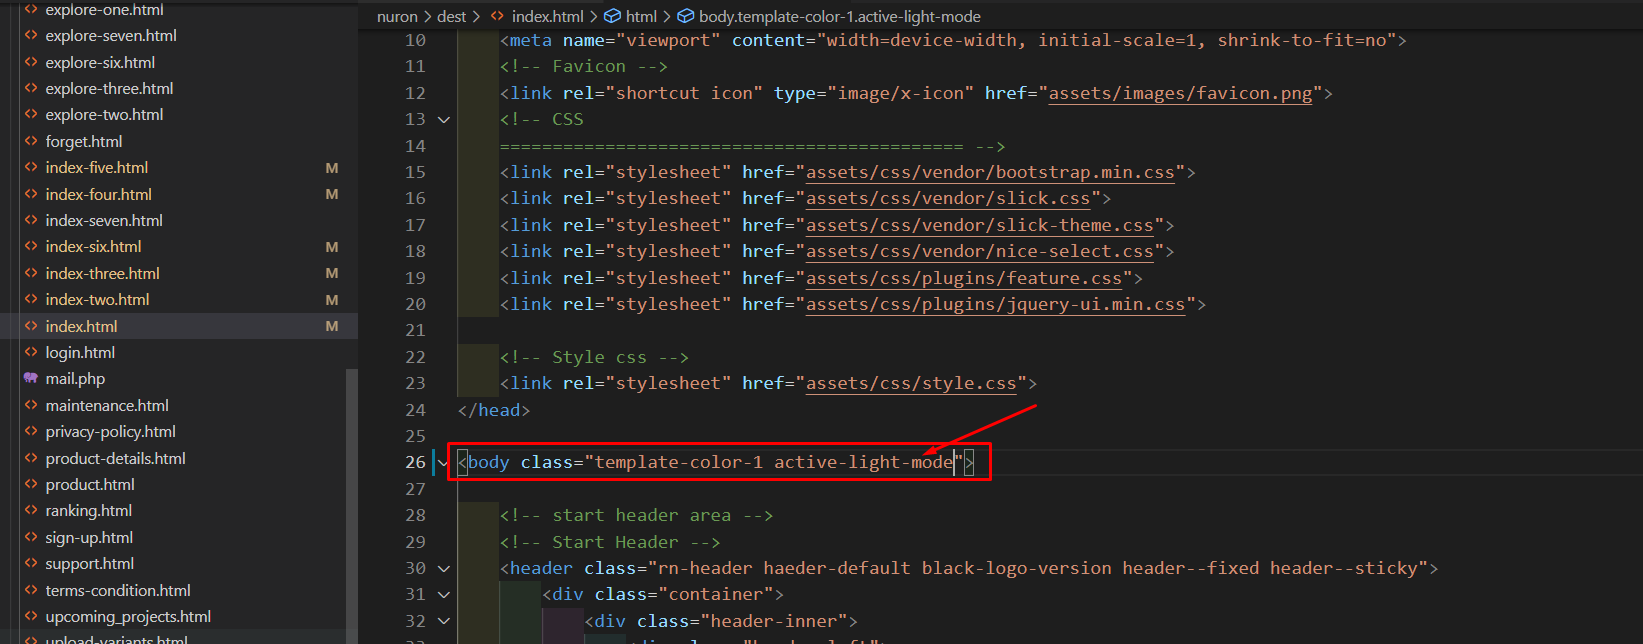 explore-one.html
explore-seven.html
explore-six.html
explore-three.html
explore-two.html
forget.html
index-five.html M
index-four.html M
index-seven.html
index-six.html M
index-three.html M
index-two.html M
index.html M
login.html
mail.php
maintenance.html
privacy-policy.html
product-details.html
product.html
ranking.html
sign-up.html
support.html
terms-condition.html
upcoming_projects.html
upload-variants.html
nuron > dest > <> index.html > html > body.template-color-1.active-light-mode
10 <meta name="viewport" content="width=device-width, initial-scale=1, shrink-to-fit=no">
11 <!-- Favicon -->
12 <link rel="shortcut icon" type="image/x-icon" href="assets/images/favicon.png">
13 <!-- CSS
14 ============================================ -->
15 <link rel="stylesheet" href="assets/css/vendor/bootstrap.min.css">
16 <link rel="stylesheet" href="assets/css/vendor/slick.css">
17 <link rel="stylesheet" href="assets/css/vendor/slick-theme.css">
18 <link rel="stylesheet" href="assets/css/vendor/nice-select.css">
19 <link rel="stylesheet" href="assets/css/plugins/feature.css">
20 <link rel="stylesheet" href="assets/css/plugins/jquery-ui.min.css">
21
22 <!-- Style css -->
23 <link rel="stylesheet" href="assets/css/style.css">
24 </head>
25
26 <body class="template-color-1 active-light-mode">
27
28 <!-- start header area -->
29 <!-- Start Header -->
30 <header class="rn-header haeder-default black-logo-version header--fixed header--sticky">
31 <div class="container">
32 <div class="header-inner">